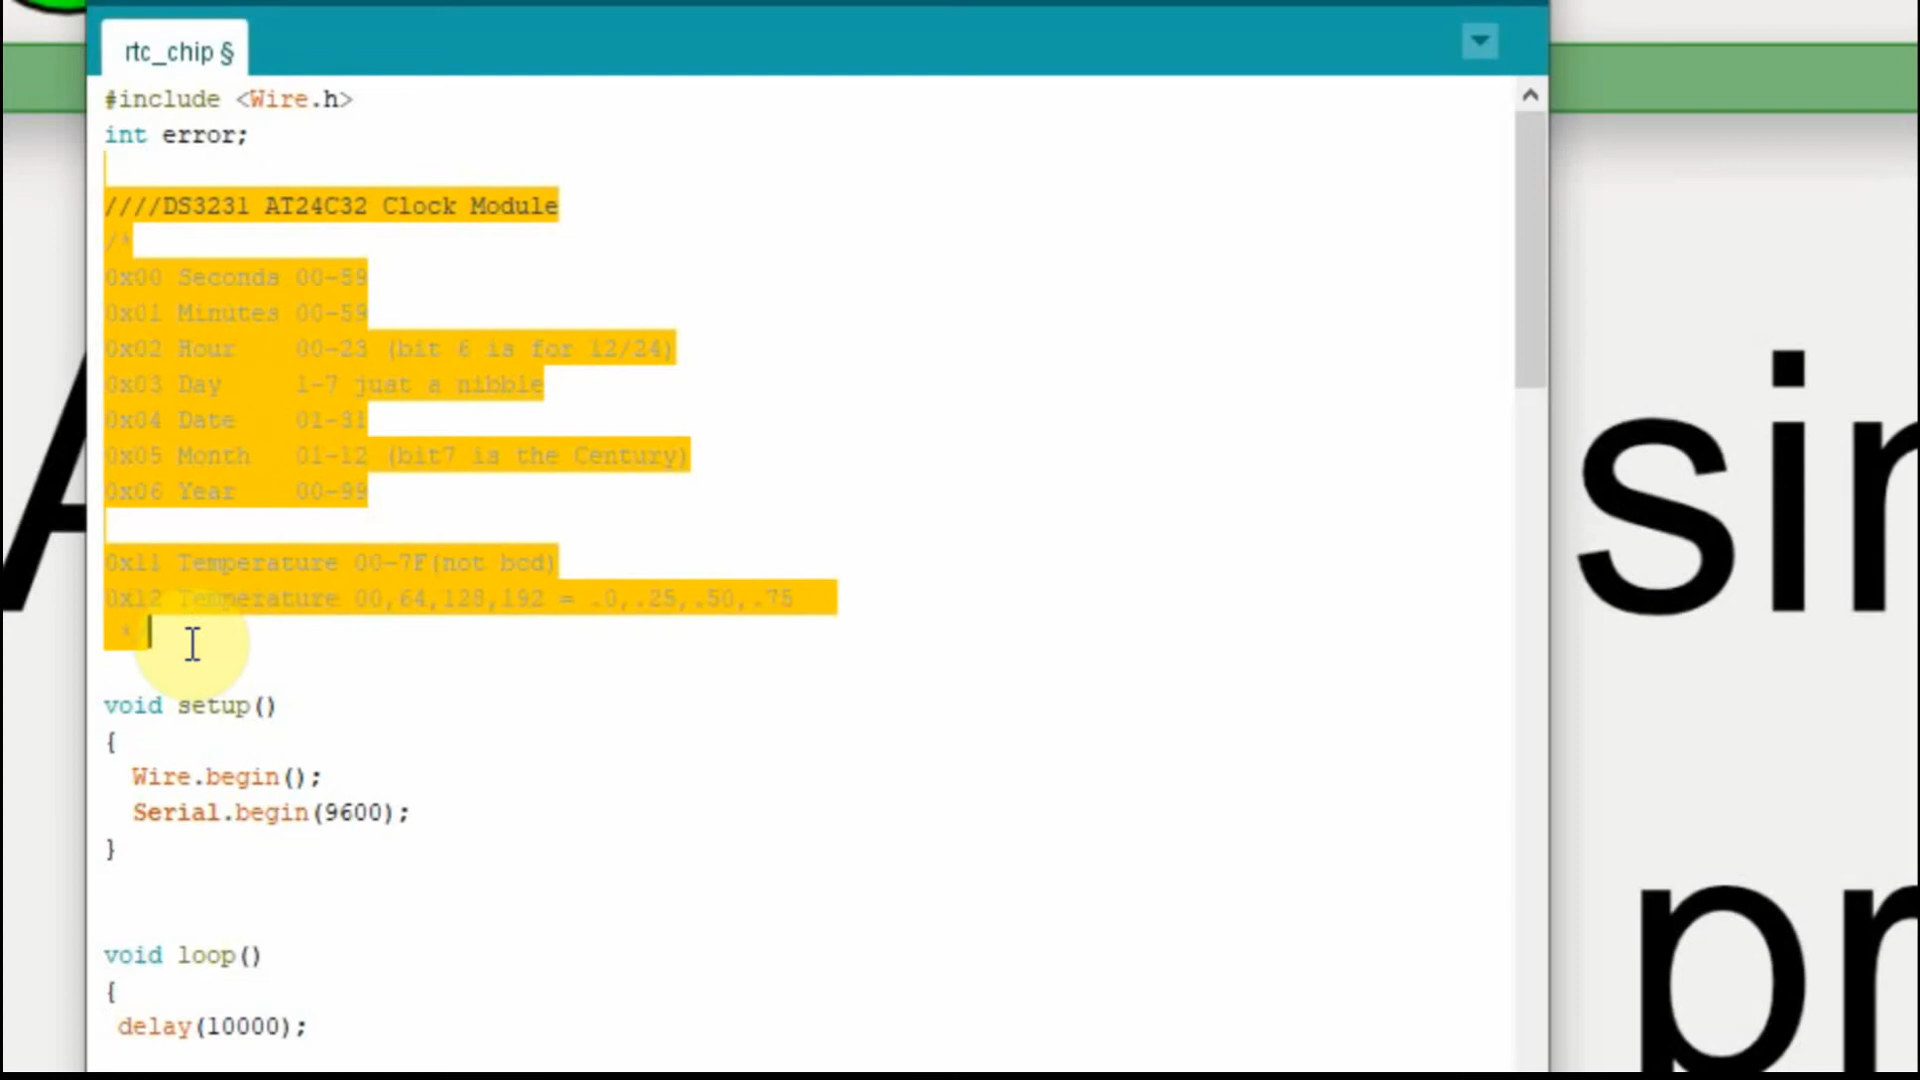 rtc_chip §
#include <Wire.h>
int error;
////DS3231 AT24C32 Clock Module
/*
0x00 Seconds 00-59
0x01 Minutes 00-59
0x02 Hour    00-23 (bit 6 is for 12/24)
0x03 Day     1-7 just a nibble
0x04 Date    01-31
0x05 Month   01-12 (bit7 is the Century)
0x06 Year    00-99
0x11 Temperature 00-7F(not bcd)
0x12 Temperature 00,64,128,192 = .0,.25,.50,.75
*
void setup()
{
Wire.begin();
Serial.begin(9600);
}
void loop()
{
delay(10000);
A
sin
pr